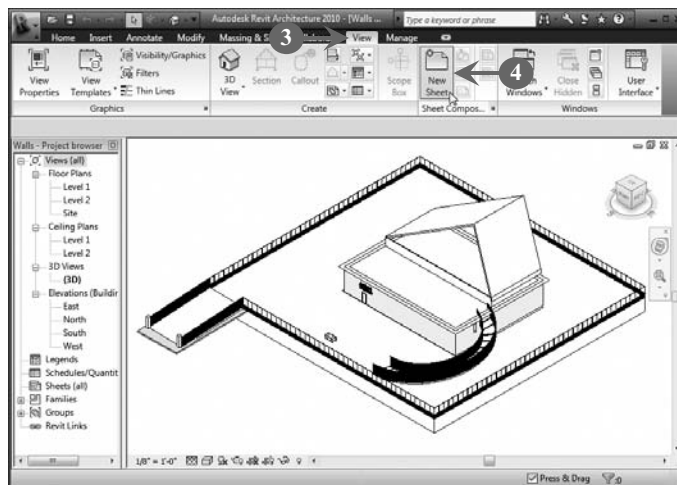 Autodesk Revit Architecture 2010 - [Walls ...
Type a keyword or phrase
Home Insert Annotate Modify Massing & S View Manage
3
4
View Properties
View Templates
Visibility/Graphics
Filters
Thin Lines
3D View
Section
Callout
Scope Box
New Sheet
Windows
Close Hidden
User Interface
Graphics
Create
Sheet Compos...
Windows
Walls - Project browser
Views (all)
Floor Plans
Level 1
Level 2
Site
Ceiling Plans
Level 1
Level 2
3D Views
(3D)
Elevations (Buildir
East
North
South
West
Legends
Schedules/Quantit
Sheets (all)
Families
Groups
Revit Links
1/8" = 1'-0"
Press & Drag
:0